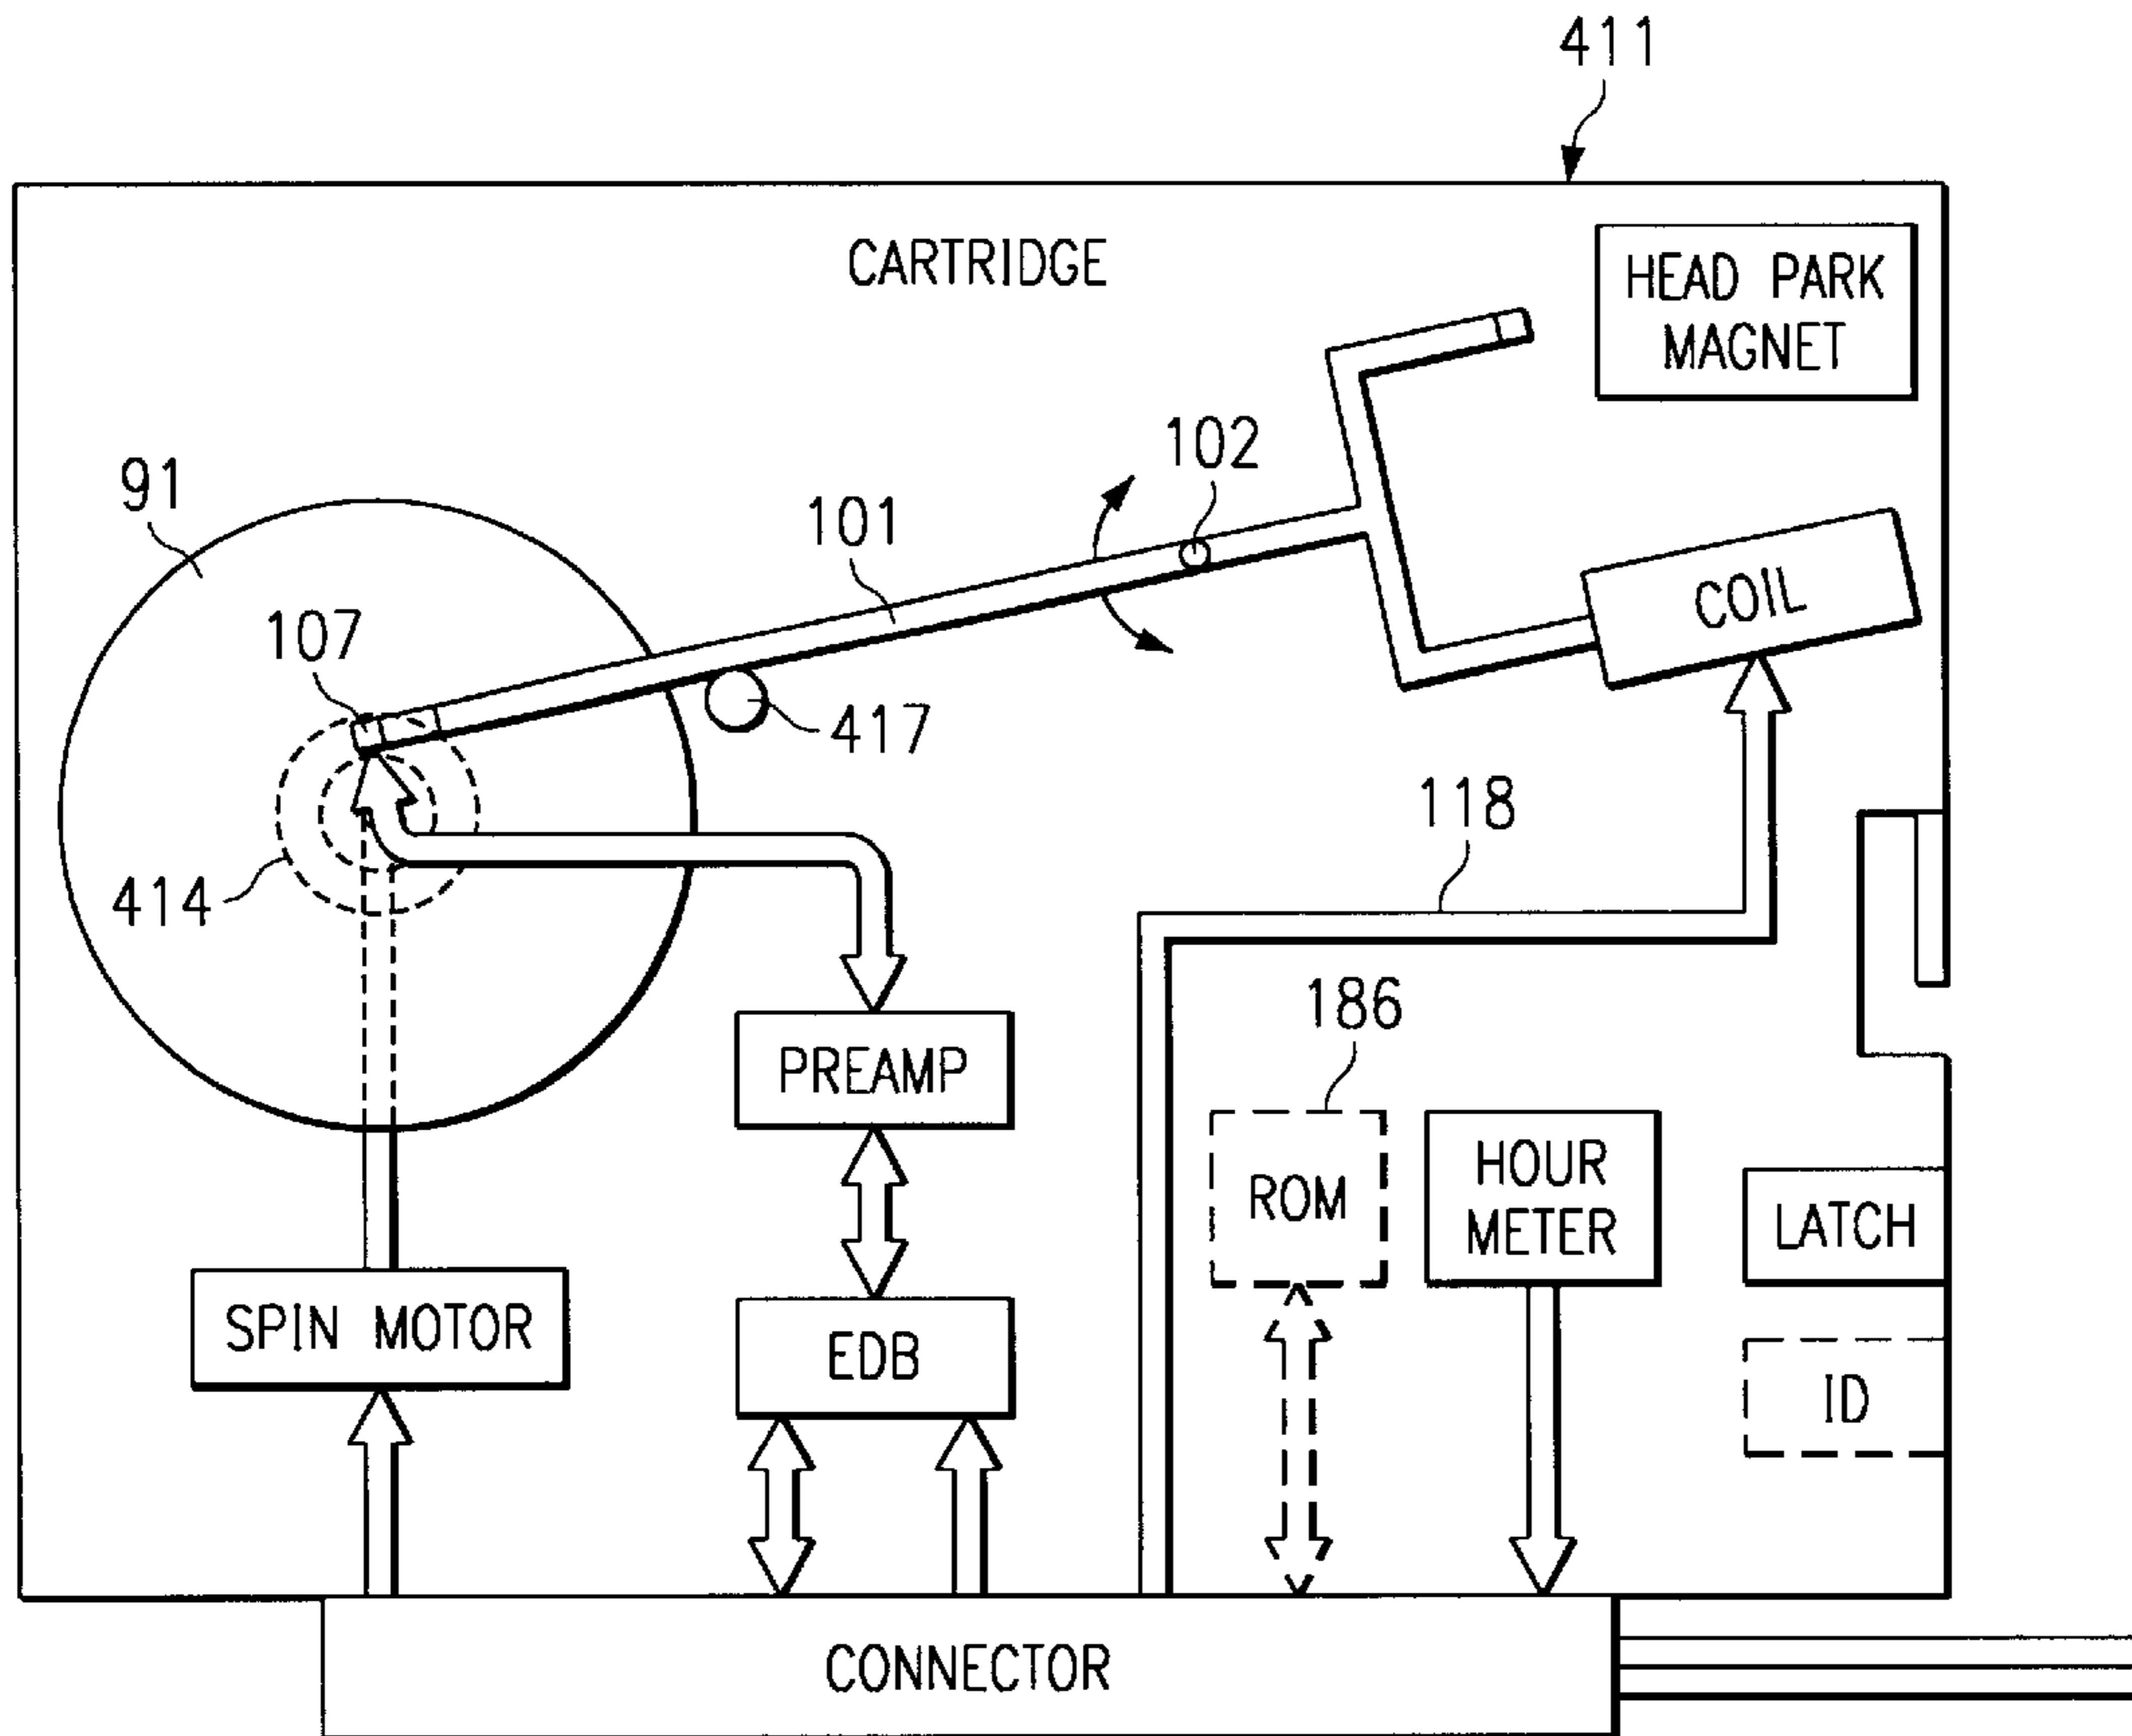 411
CARTRIDGE
HEAD PARK
MAGNET
102
91
101
COIL
107
417
118
414
186
PREAMP
ROM
HOUR
METER
LATCH
SPIN MOTOR
EDB
ID
CONNECTOR